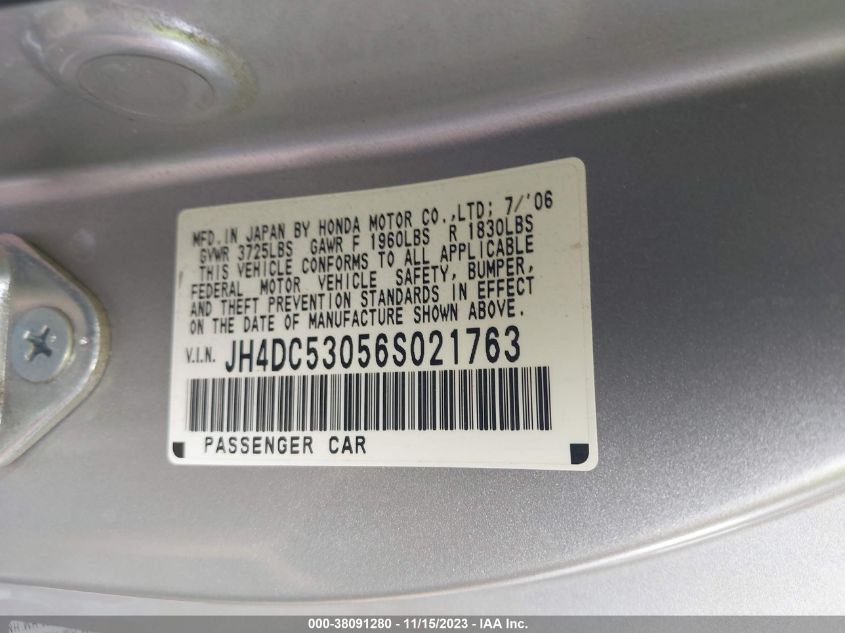 MFD. IN JAPAN BY HONDA MOTOR CO.,LTD; 7/'06
GVWR 3725LBS GAWR F 1960LBS R 1830LBS
THIS VEHICLE CONFORMS TO ALL APPLICABLE
FEDERAL MOTOR VEHICLE SAFETY, BUMPER,
AND THEFT PREVENTION STANDARDS IN EFFECT
ON THE DATE OF MANUFACTURE SHOWN ABOVE.
V.I.N. JH4DC53056S021763
PASSENGER CAR
000-38091280 - 11/15/2023 - IAA Inc.